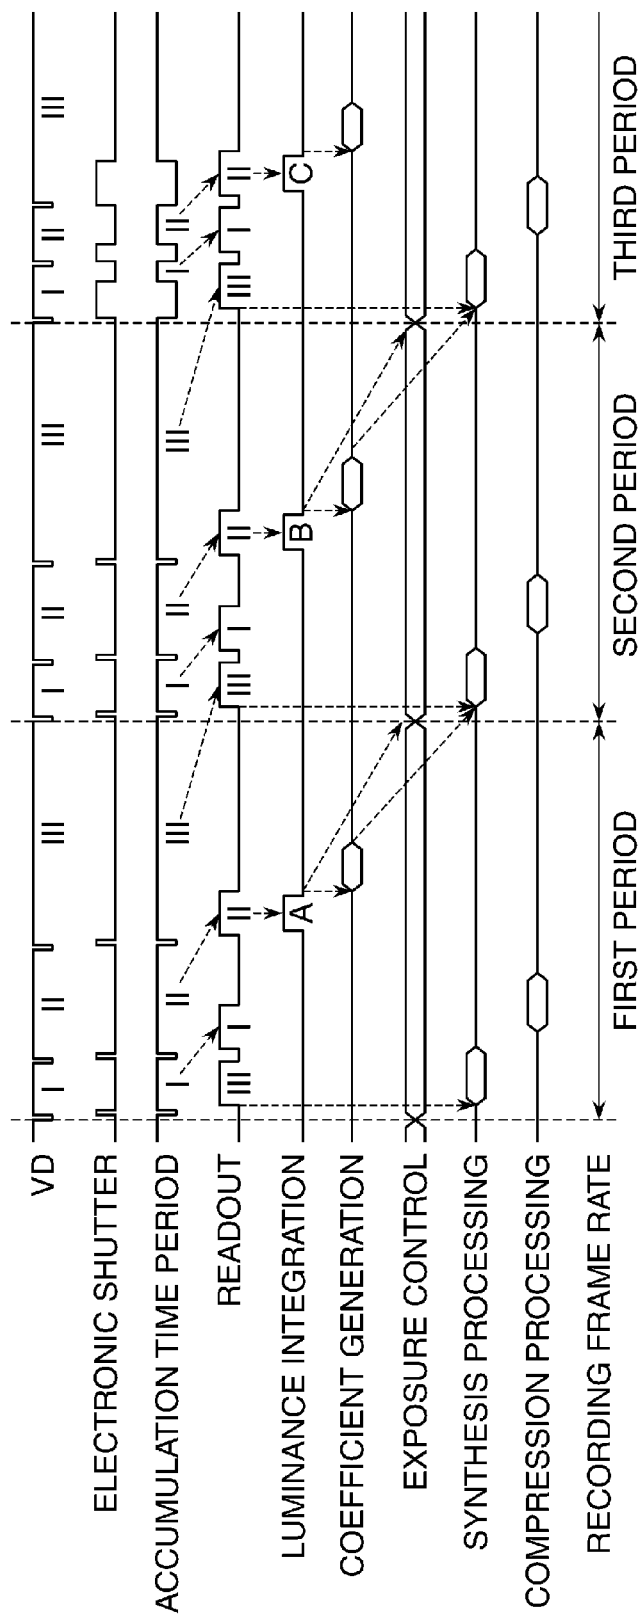 VD I II III I II III I II III
ELECTRONIC SHUTTER
ACCUMULATION TIME PERIOD I II III I II III I II
READOUT III I II III I II III I II
LUMINANCE INTEGRATION A B C
COEFFICIENT GENERATION
EXPOSURE CONTROL
SYNTHESIS PROCESSING
COMPRESSION PROCESSING
RECORDING FRAME RATE
FIRST PERIOD SECOND PERIOD THIRD PERIOD